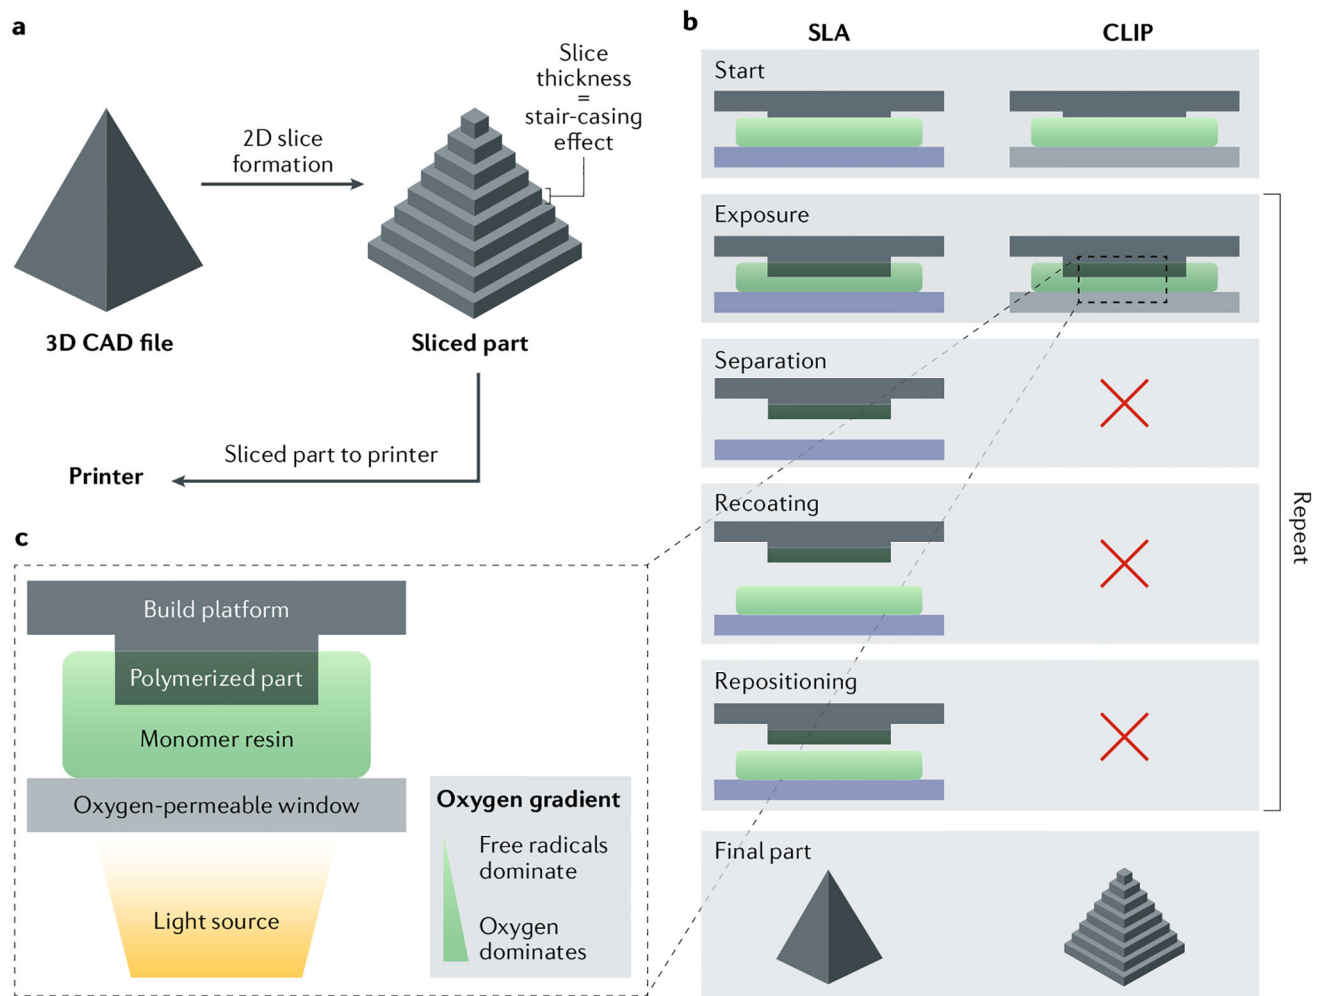 a
2D slice
formation
Slice
thickness
=
stair-casing
effect
3D CAD file
Sliced part
Sliced part to printer
Printer
b
SLA
CLIP
Start
Exposure
Separation
Recoating
Repositioning
Repeat
Final part
c
Build platform
Polymerized part
Monomer resin
Oxygen-permeable window
Light source
Oxygen gradient
Free radicals
dominate
Oxygen
dominates